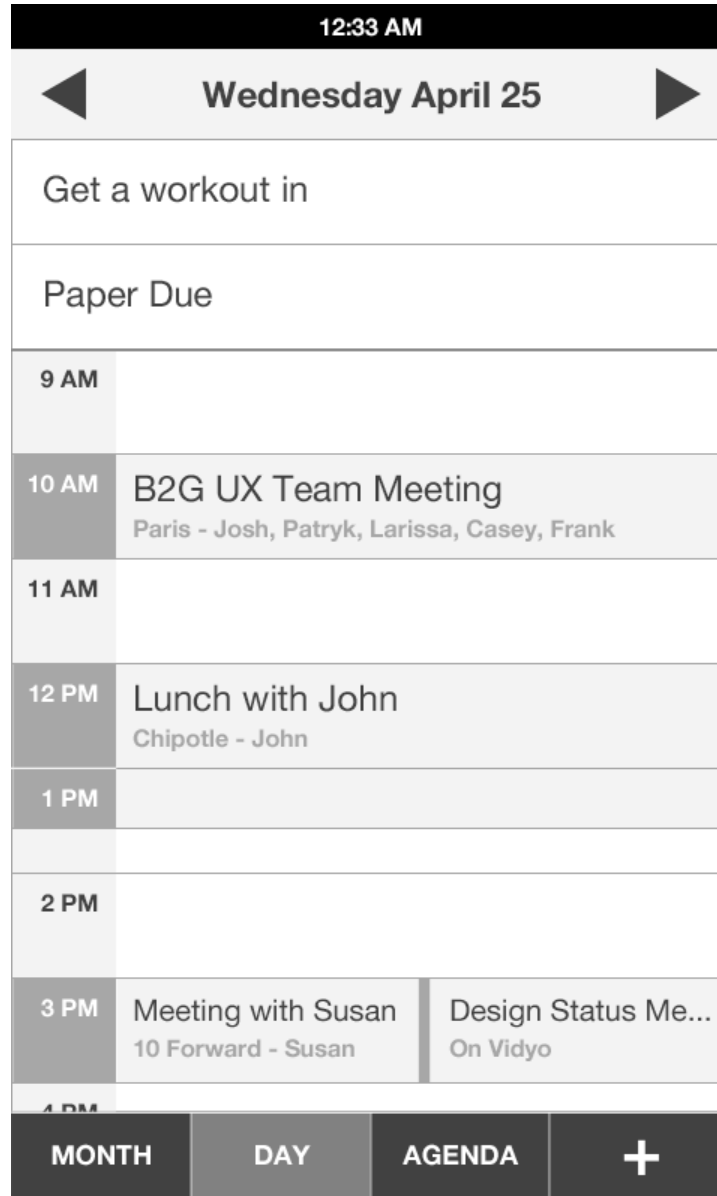 12:33 AM
Wednesday April 25
Get a workout in
Paper Due
9 AM
10 AM
B2G UX Team Meeting
Paris - Josh, Patryk, Larissa, Casey, Frank
11 AM
12 PM
Lunch with John
Chipotle - John
1 PM
2 PM
3 PM
Meeting with Susan
10 Forward - Susan
Design Status Me...
On Vidyo
4 PM
MONTH
DAY
AGENDA
+